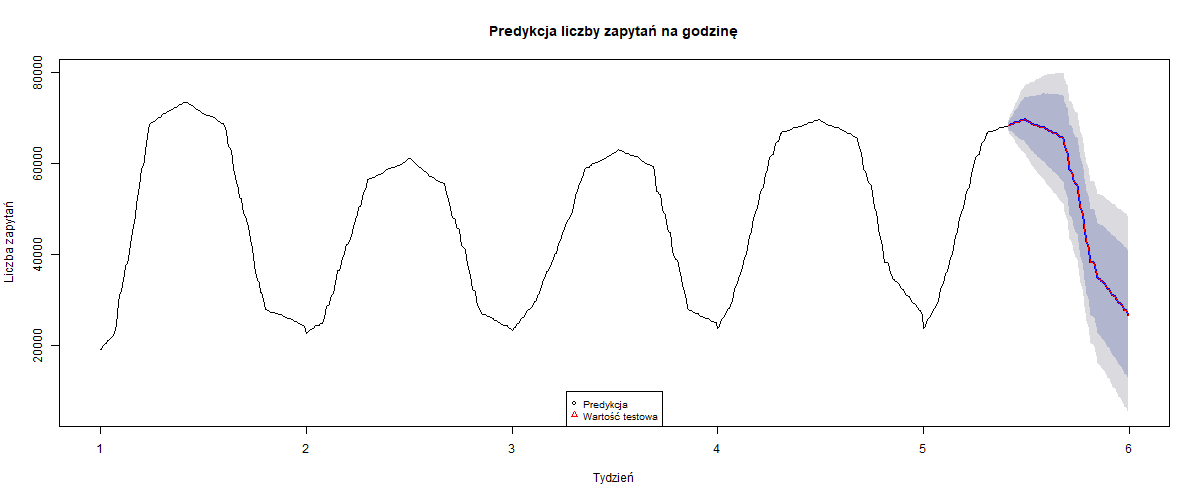 Predykcja liczby zapytań na godzinę
Liczba zapytań
80000
60000
40000
20000
Predykcja
Wartość testowa
1 2 3 4 5 6
Tydzień